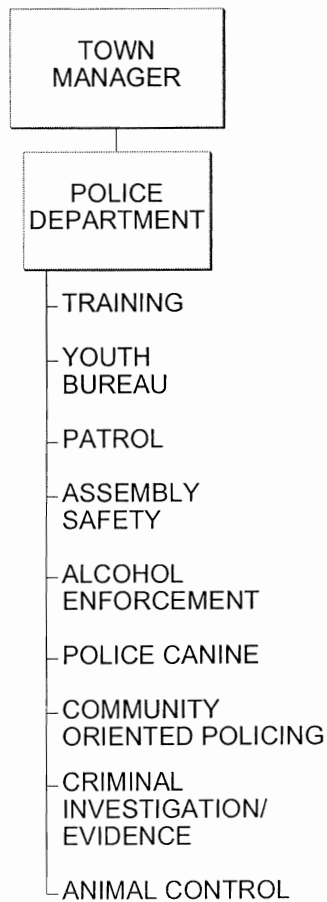 TOWN
MANAGER
POLICE
DEPARTMENT
TRAINING
YOUTH
BUREAU
PATROL
ASSEMBLY
SAFETY
ALCOHOL
ENFORCEMENT
POLICE CANINE
COMMUNITY
ORIENTED POLICING
CRIMINAL
INVESTIGATION/
EVIDENCE
ANIMAL CONTROL